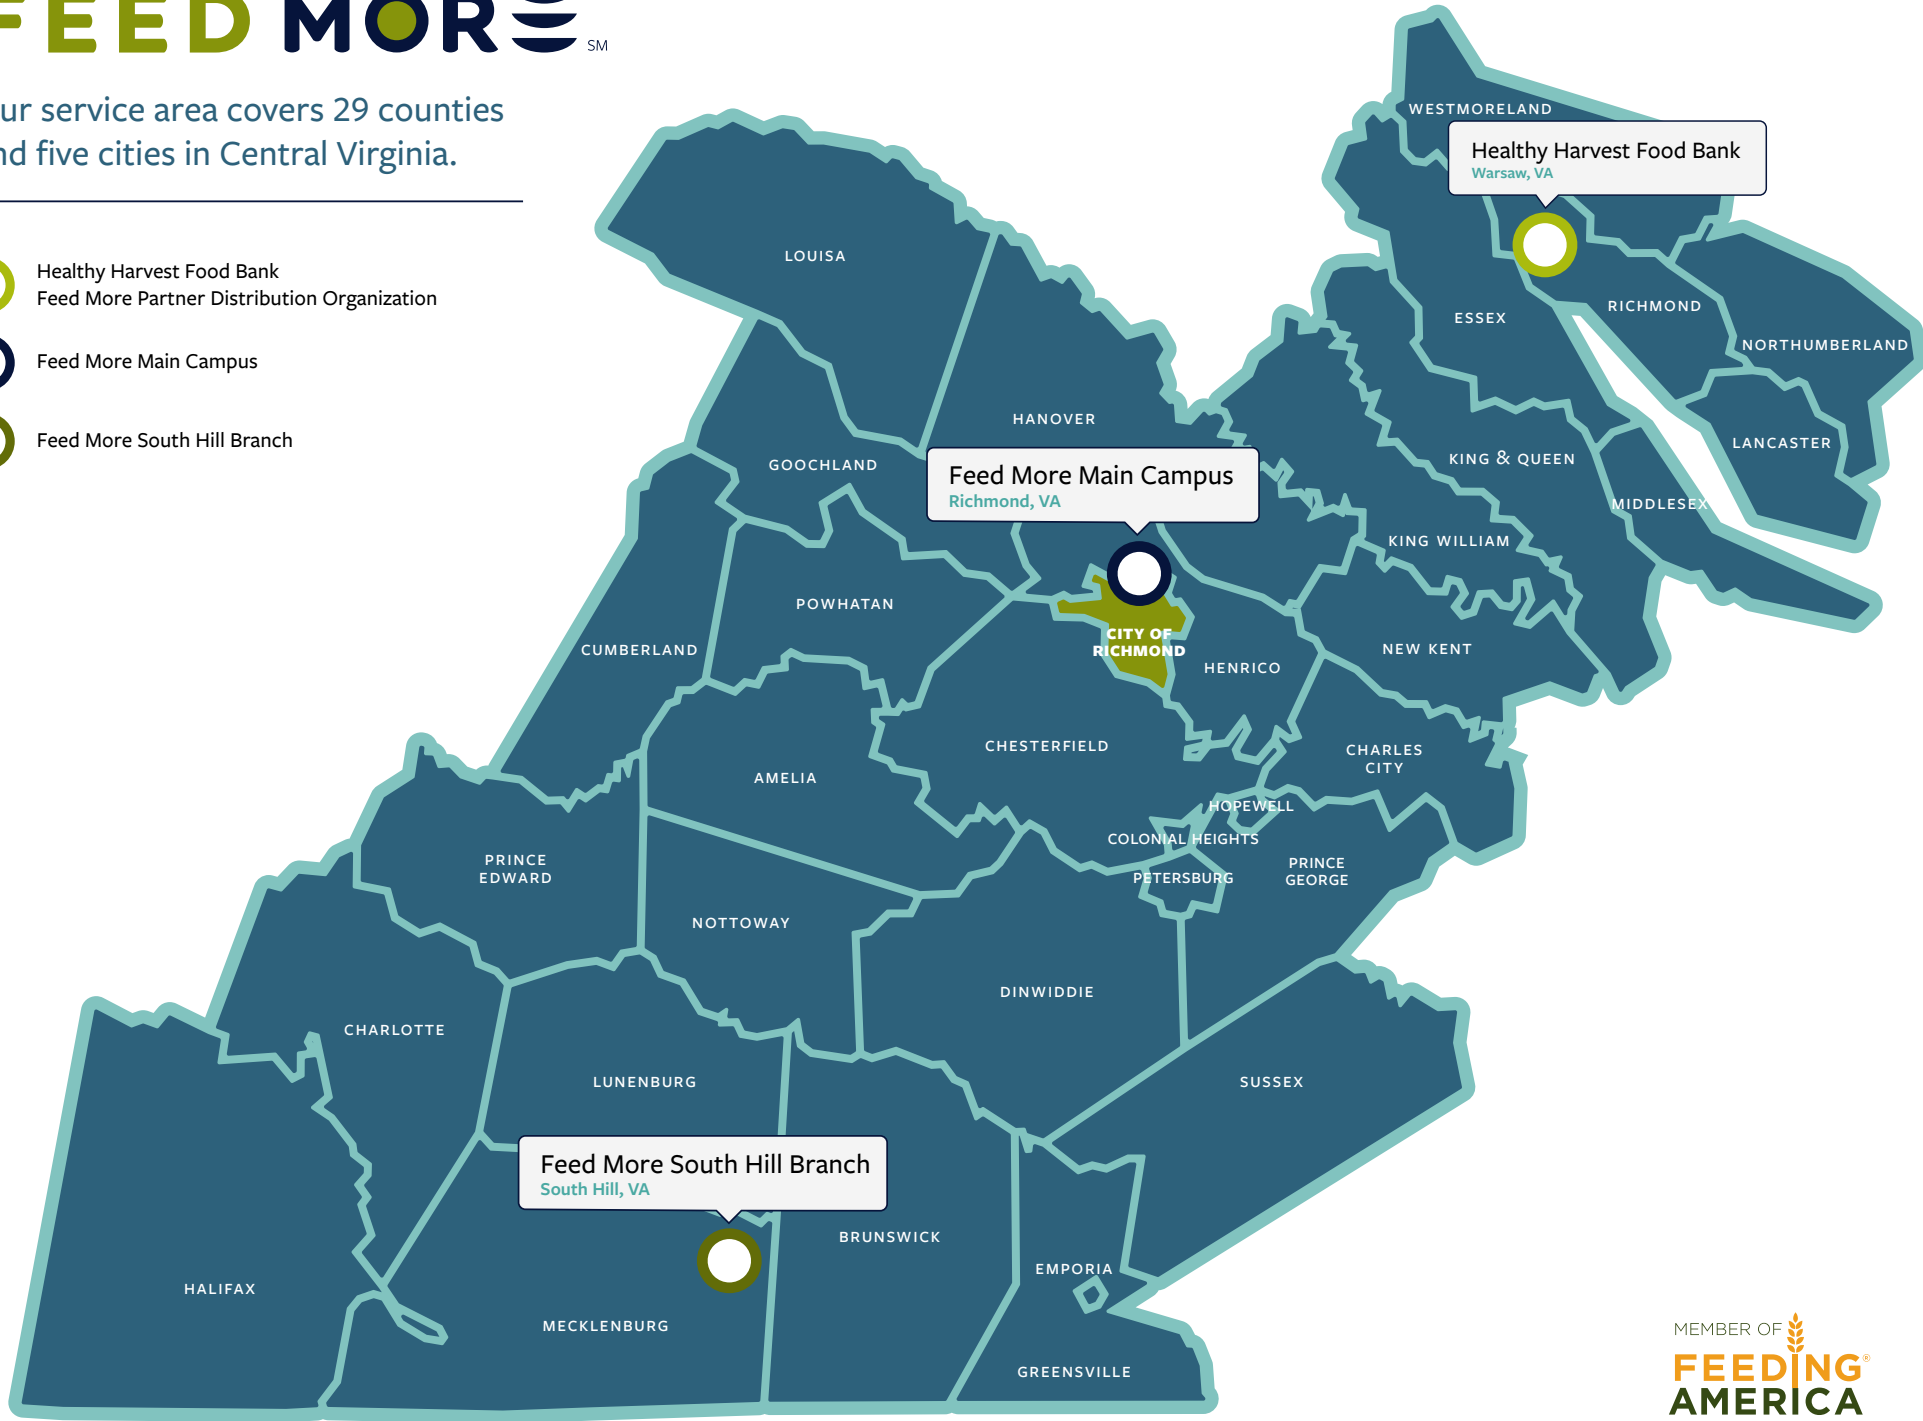 FEED MORE SM
ur service area covers 29 counties
nd five cities in Central Virginia.
Healthy Harvest Food Bank
Feed More Partner Distribution Organization
Feed More Main Campus
Feed More South Hill Branch
WESTMORELAND
Healthy Harvest Food Bank
Warsaw, VA
LOUISA
RICHMOND
ESSEX
NORTHUMBERLAND
HANOVER
LANCASTER
KING & QUEEN
GOOCHLAND
Feed More Main Campus
Richmond, VA
MIDDLESEX
KING WILLIAM
POWHATAN
CITY OF
RICHMOND
CUMBERLAND
NEW KENT
HENRICO
CHESTERFIELD
CHARLES
CITY
AMELIA
HOPEWELL
COLONIAL HEIGHTS
PRINCE
EDWARD
PRINCE
GEORGE
PETERSBURG
NOTTOWAY
DINWIDDIE
CHARLOTTE
LUNENBURG
SUSSEX
Feed More South Hill Branch
South Hill, VA
BRUNSWICK
EMPORIA
HALIFAX
MECKLENBURG
GREENSVILLE
MEMBER OF
FEEDING®
AMERICA